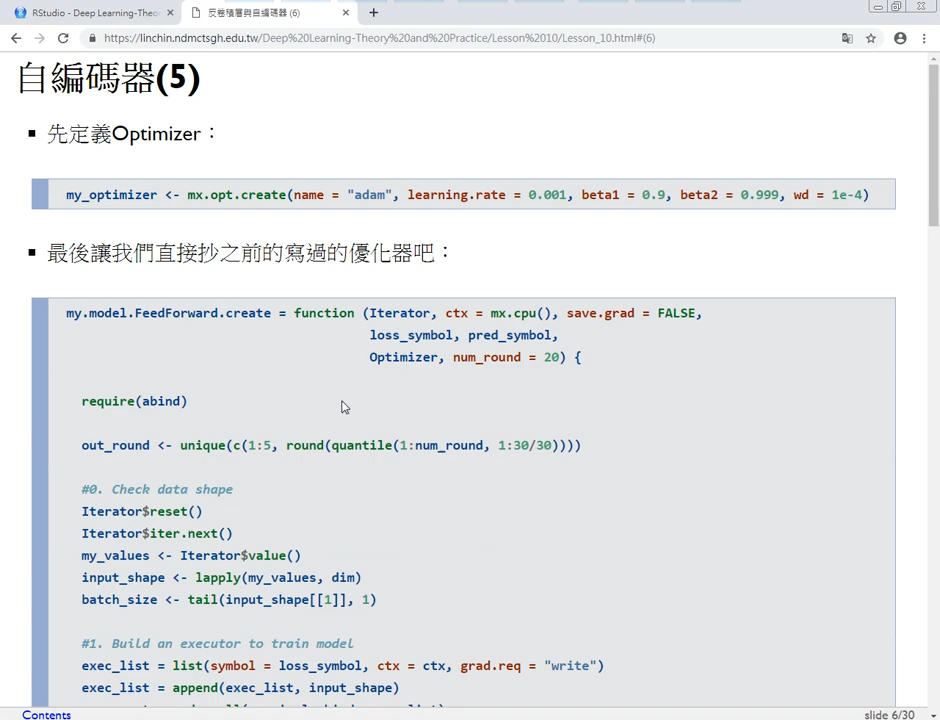 RStudio - Deep Learning-Theo
反卷積層與自編碼器 (6)
https://linchin.ndmctsgh.edu.tw/Deep%20Learning-Theory%20and%20Practice/Lesson%2010/Lesson_10.html#(6)
自編碼器(5)
先定義Optimizer：
my_optimizer <- mx.opt.create(name = "adam", learning.rate = 0.001, beta1 = 0.9, beta2 = 0.999, wd = 1e-4)
最後讓我們直接抄之前的寫過的優化器吧：
my.model.FeedForward.create = function (Iterator, ctx = mx.cpu(), save.grad = FALSE,
loss_symbol, pred_symbol,
Optimizer, num_round = 20) {
require(abind)
out_round <- unique(c(1:5, round(quantile(1:num_round, 1:30/30))))
#0. Check data shape
Iterator$reset()
Iterator$iter.next()
my_values <- Iterator$value()
input_shape <- lapply(my_values, dim)
batch_size <- tail(input_shape[[1]], 1)
#1. Build an executor to train model
exec_list = list(symbol = loss_symbol, ctx = ctx, grad.req = "write")
exec_list = append(exec_list, input_shape)
Contents
slide 6/30